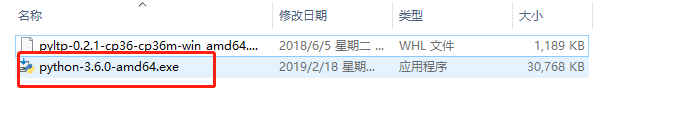 名称 修改日期 类型 大小
pyltp-0.2.1-cp36-cp36m-win_amd64.... 2018/6/5 星期二 ... WHL 文件 1,189 KB
python-3.6.0-amd64.exe 2019/2/18 星期... 应用程序 30,768 KB